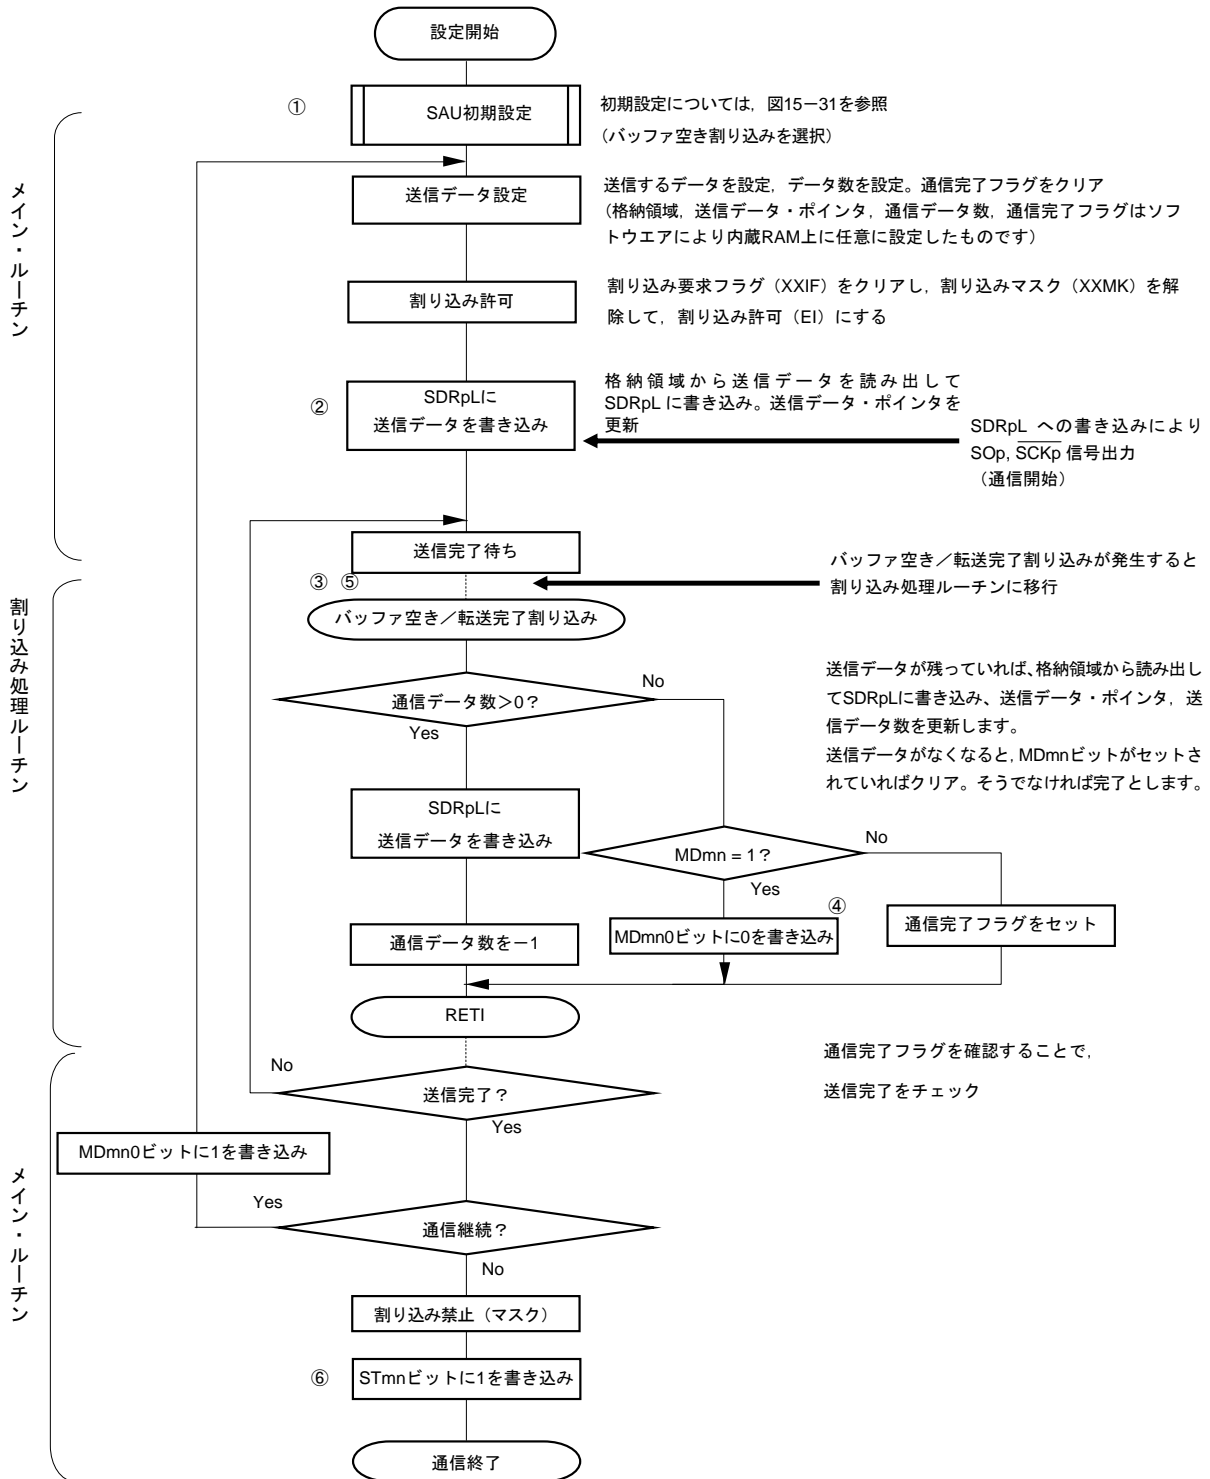 設定開始
①
SAU初期設定
初期設定については，図15－31を参照
（バッファ空き割り込みを選択）
メイン・ルーチン
送信データ設定
送信するデータを設定，データ数を設定。通信完了フラグをクリア
（格納領域，送信データ・ポインタ，通信データ数，通信完了フラグはソフ
トウエアにより内蔵RAM上に任意に設定したものです）
割り込み許可
割り込み要求フラグ（XXIF）をクリアし，割り込みマスク（XXMK）を解
除して，割り込み許可（EI）にする
②
SDRpLに
送信データを書き込み
格納領域から送信データを読み出して
SDRpL に書き込み。送信データ・ポインタを
更新
SDRpL への書き込みにより
SOp, SCKp 信号出力
（通信開始）
送信完了待ち
③ ⑤
バッファ空き／転送完了割り込みが発生すると
割り込み処理ルーチンに移行
割り込み処理ルーチン
バッファ空き／転送完了割り込み
通信データ数＞0？
No
Yes
送信データが残っていれば、格納領域から読み出し
てSDRpLに書き込み、送信データ・ポインタ，送
信データ数を更新します。
送信データがなくなると，MDmnビットがセットさ
れていればクリア。そうでなければ完了とします。
SDRpLに
送信データを書き込み
MDmn = 1？
No
Yes
④
通信データ数を－1
MDmn0ビットに0を書き込み
通信完了フラグをセット
RETI
メイン・ルーチン
No
送信完了？
Yes
通信完了フラグを確認することで，
送信完了をチェック
MDmn0ビットに1を書き込み
Yes
通信継続？
No
割り込み禁止（マスク）
⑥
STmnビットに1を書き込み
通信終了